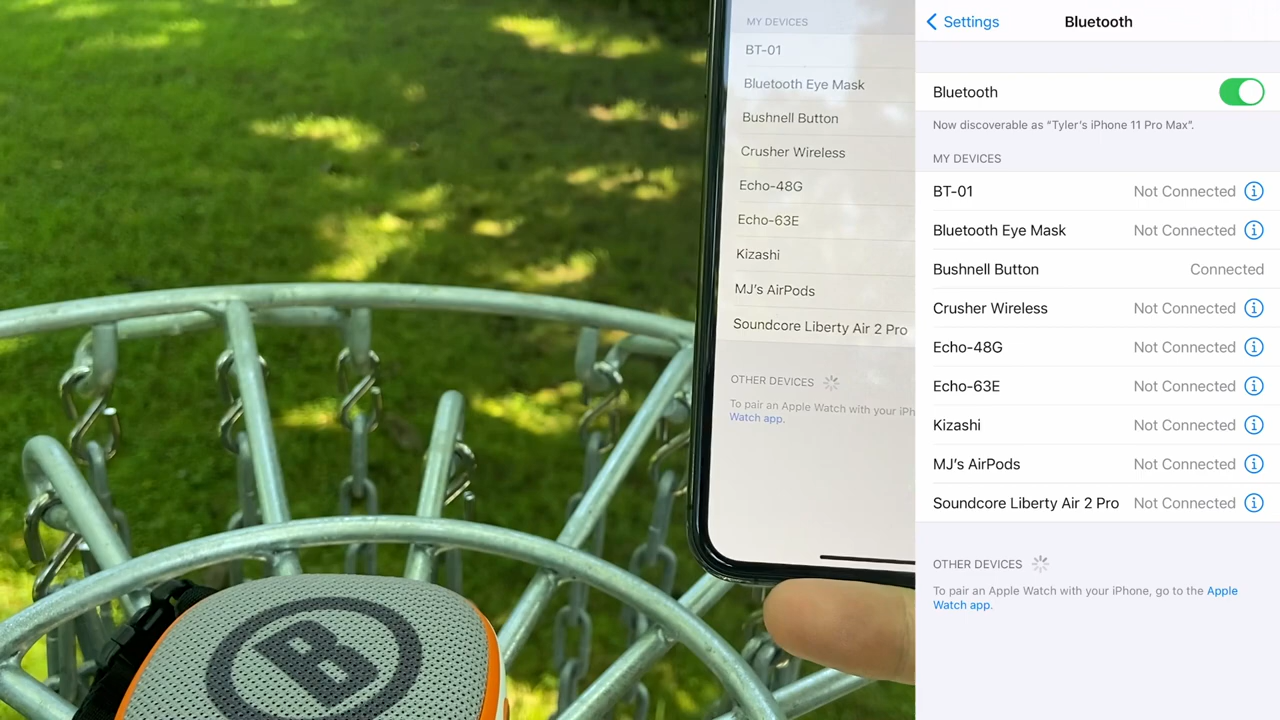 MY DEVICES
BT-01
Bluetooth Eye Mask
Bushnell Button
Crusher Wireless
Echo-48G
Echo-63E
Kizashi
MJ's AirPods
Soundcore Liberty Air 2 Pro
OTHER DEVICES
To pair an Apple Watch with your iPh
Watch app.
B
Settings
Bluetooth
Bluetooth
Now discoverable as “Tyler’s iPhone 11 Pro Max”.
MY DEVICES
BT-01 Not Connected
Bluetooth Eye Mask Not Connected
Bushnell Button Connected
Crusher Wireless Not Connected
Echo-48G Not Connected
Echo-63E Not Connected
Kizashi Not Connected
MJ’s AirPods Not Connected
Soundcore Liberty Air 2 Pro Not Connected
OTHER DEVICES
To pair an Apple Watch with your iPhone, go to the Apple
Watch app.